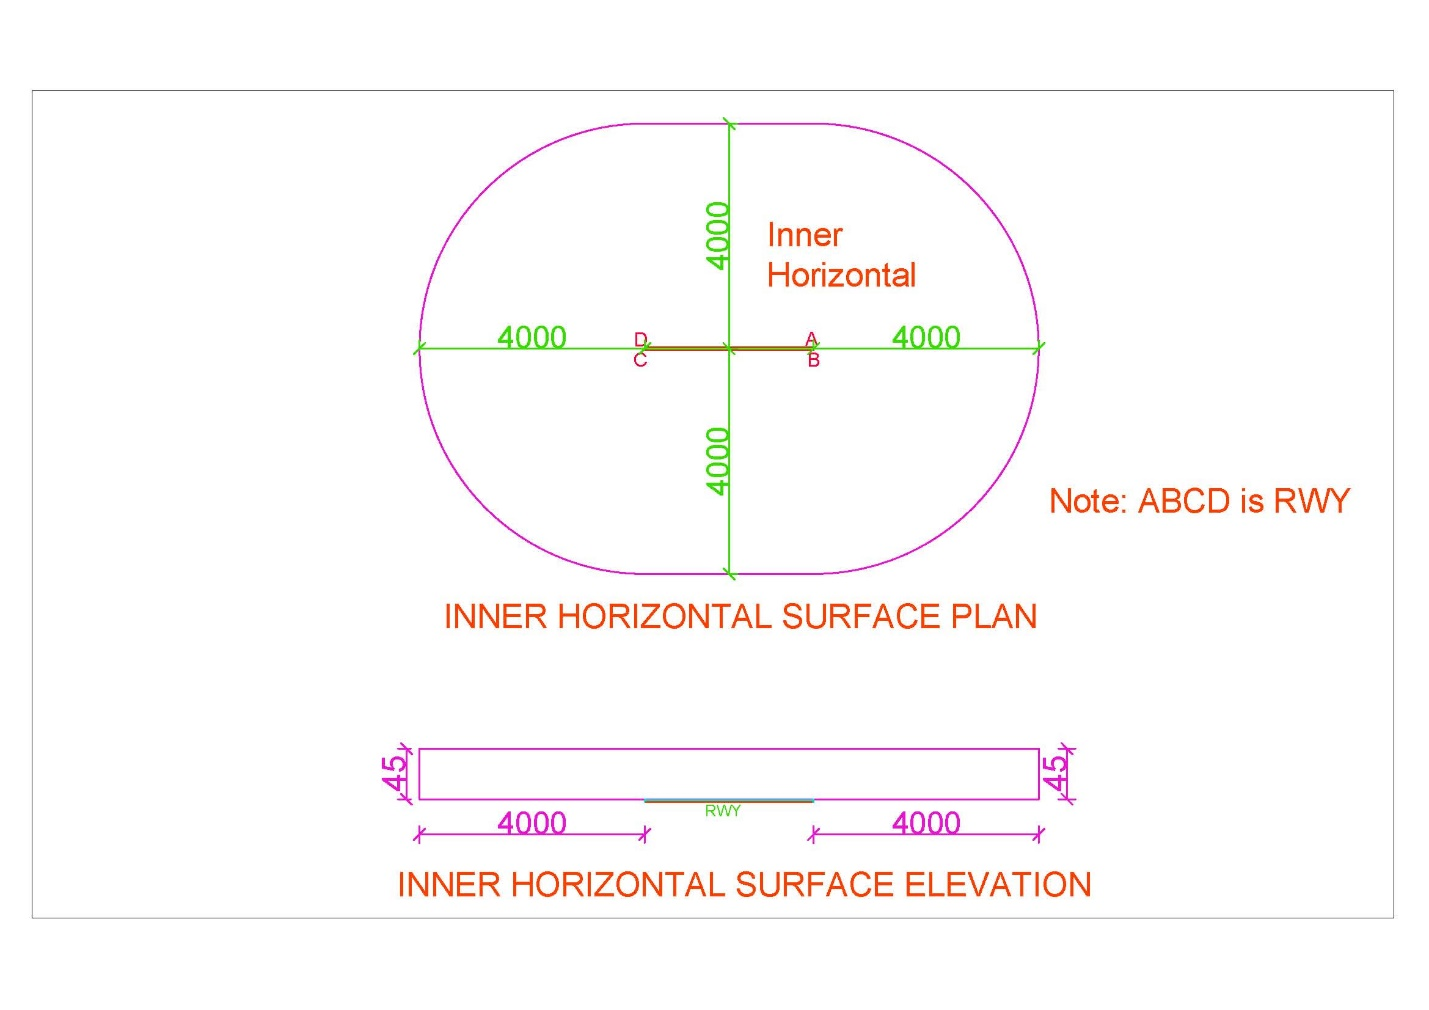 4000
Inner
Horizontal
4000
D
A
4000
C
B
4000
Note: ABCD is RWY
INNER HORIZONTAL SURFACE PLAN
45
45
RWY
4000
4000
INNER HORIZONTAL SURFACE ELEVATION